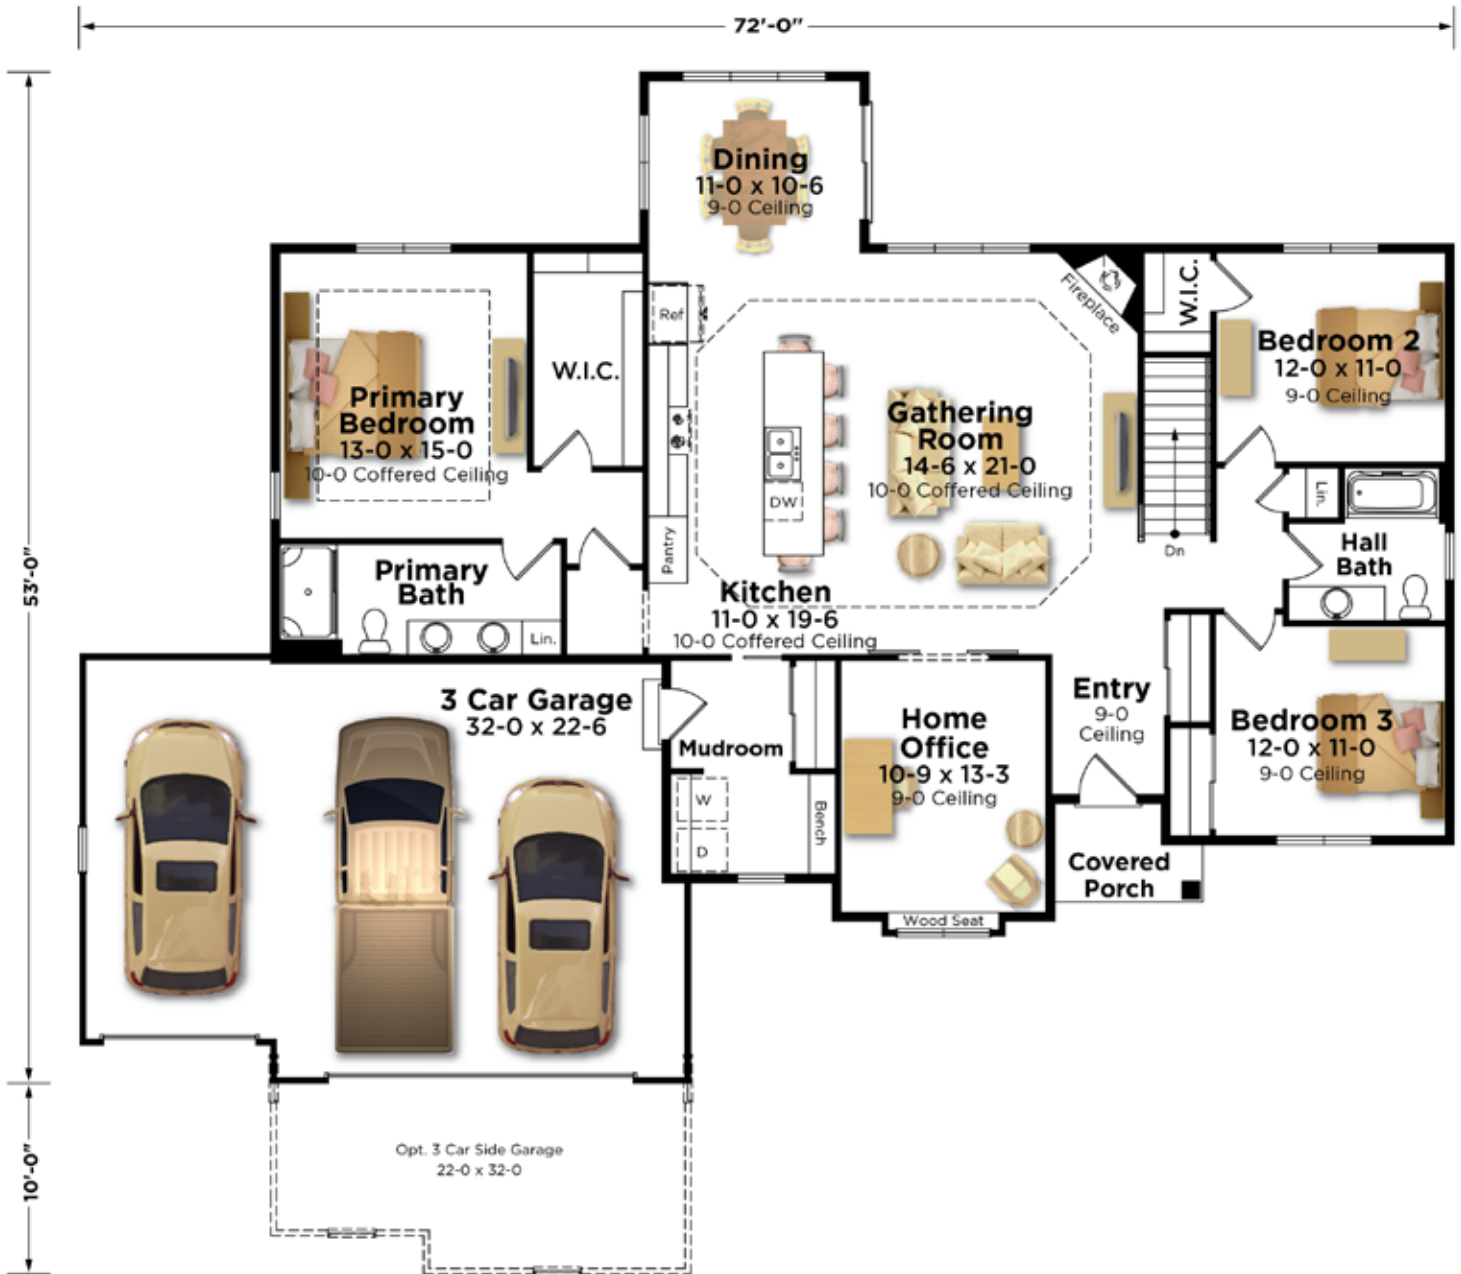 72'-0"
53'-0"
10'-0"
Dining
11-0 x 10-6
9-0 Ceiling
Primary
Bedroom
13-0 x 15-0
10-0 Coffered Ceiling
W.I.C.
Ref
Pantry
DW
Kitchen
11-0 x 19-6
10-0 Coffered Ceiling
Gathering
Room
14-6 x 21-0
10-0 Coffered Ceiling
Fireplace
W.I.C.
Bedroom 2
12-0 x 11-0
9-0 Ceiling
Dn
Lin.
Hall
Bath
Primary
Bath
Lin.
3 Car Garage
32-0 x 22-6
Mudroom
W
D
Bench
Home
Office
10-9 x 13-3
9-0 Ceiling
Wood Seat
Entry
9-0
Ceiling
Bedroom 3
12-0 x 11-0
9-0 Ceiling
Covered
Porch
Opt. 3 Car Side Garage
22-0 x 32-0